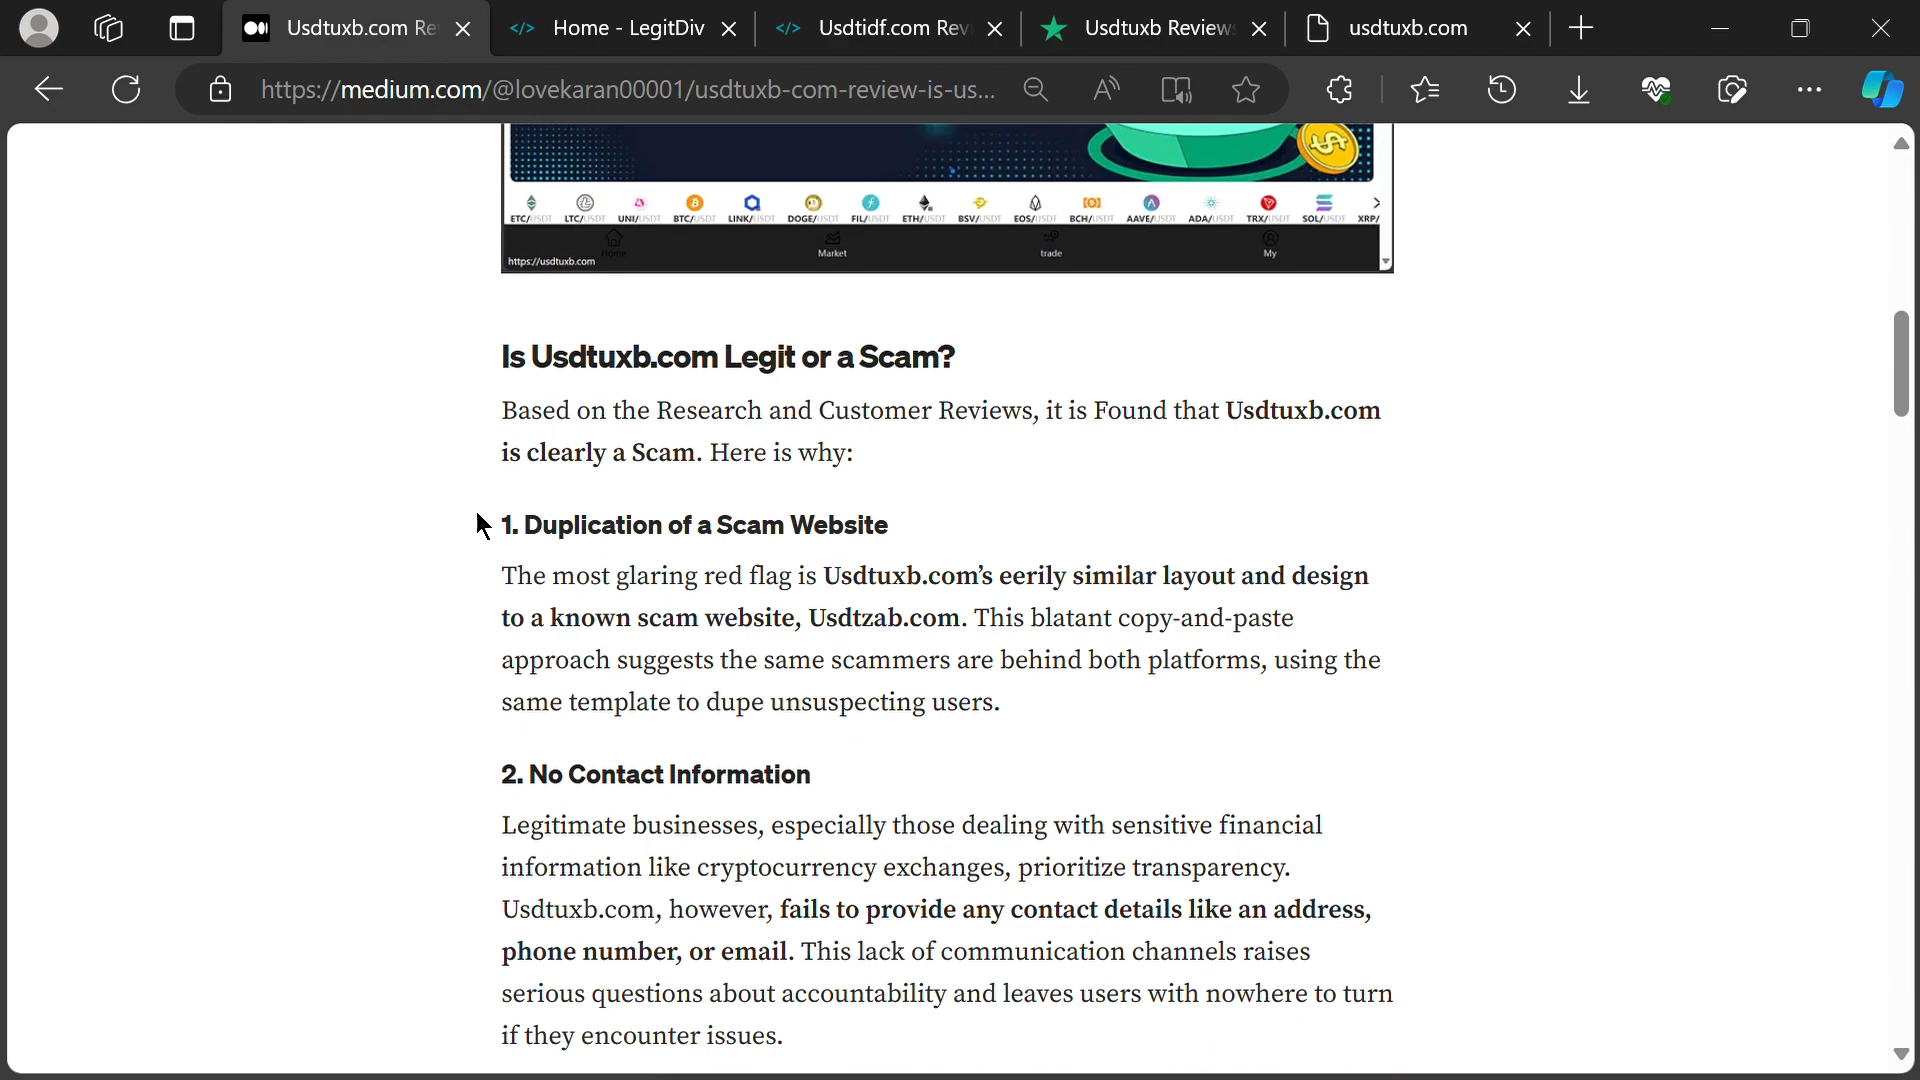 Usdtuxb.com Re
Home - LegitDiv
Usdtidf.com Rev
Usdtuxb Reviews
usdtuxb.com
https://medium.com/@lovekaran00001/usdtuxb-com-review-is-us...
ETC/USDT LTC/USDT UNI/USDT BTC/USDT LINK/USDT DOGE/USDT FIL/USDT ETH/USDT BSV/USDT EOS/USDT BCH/USDT AAVE/USDT ADA/USDT TRX/USDT SOL/USDT XRP/
Home Market trade My
https://usdtuxb.com
Is Usdtuxb.com Legit or a Scam?
Based on the Research and Customer Reviews, it is Found that Usdtuxb.com
is clearly a Scam. Here is why:
1. Duplication of a Scam Website
The most glaring red flag is Usdtuxb.com’s eerily similar layout and design
to a known scam website, Usdtzab.com. This blatant copy-and-paste
approach suggests the same scammers are behind both platforms, using the
same template to dupe unsuspecting users.
2. No Contact Information
Legitimate businesses, especially those dealing with sensitive financial
information like cryptocurrency exchanges, prioritize transparency.
Usdtuxb.com, however, fails to provide any contact details like an address,
phone number, or email. This lack of communication channels raises
serious questions about accountability and leaves users with nowhere to turn
if they encounter issues.